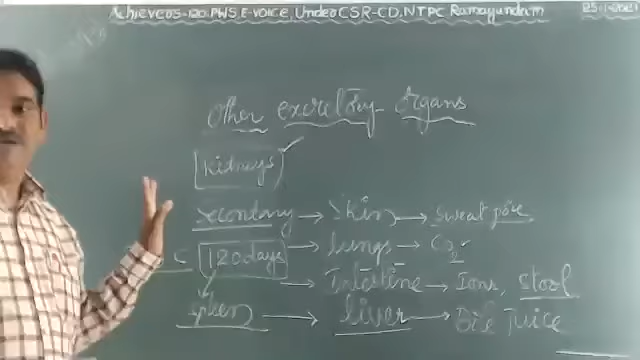 Achievers-120, PWS, E-VOICE, Under CSR-CD, NTPC Ramagundam
Other excretory organs
Kidneys ✓
Secondary → Skin → Sweat pore
120 days → lungs → CO2
→ Intestine → Ions, stool
spleen → liver → Bile Juice